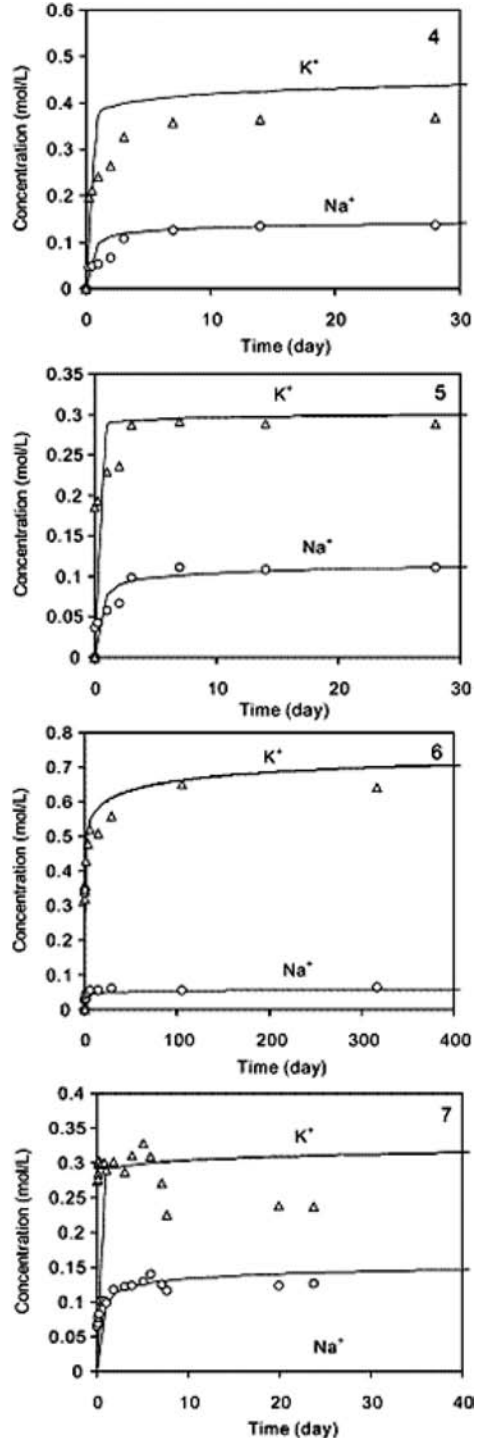 4
0.6
0.5
0.4
0.3
0.2
0.1
0
K+
Na+
0 10 20 30
Concentration (mol/L)
Time (day)
5
0.35
0.3
0.25
0.2
0.15
0.1
0.05
0
K+
Na+
0 10 20 30
Concentration (mol/L)
Time (day)
6
0.8
0.7
0.6
0.5
0.4
0.3
0.2
0.1
0
K+
Na+
0 100 200 300 400
Concentration (mol/L)
Time (day)
7
0.4
0.35
0.3
0.25
0.2
0.15
0.1
0.05
0
K+
Na+
0 10 20 30 40
Concentration (mol/L)
Time (day)